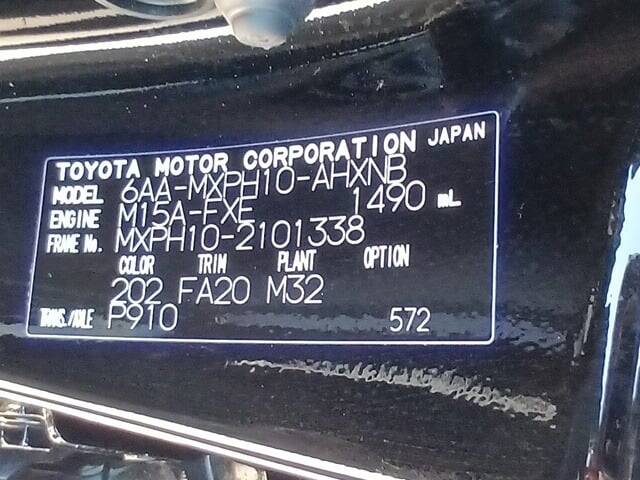 TOYOTA MOTOR CORPORATION JAPAN
MODEL 6AA-MXPH10-AHXNB
ENGINE M15A-FXE 1490 mL
FRAME No. MXPH10-2101338
COLOR TRIM PLANT OPTION
202 FA20 M32
TRANS./AXLE P910 572